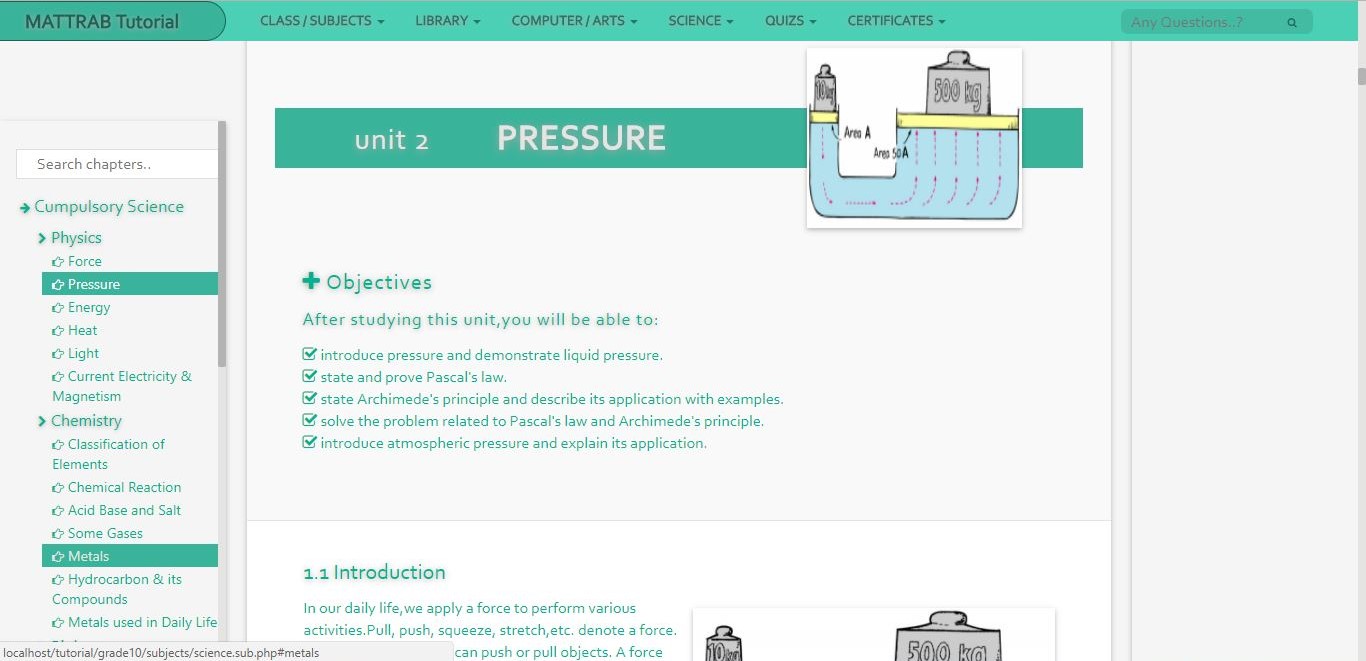 MATTRAB Tutorial
CLASS / SUBJECTS
LIBRARY
COMPUTER / ARTS
SCIENCE
QUIZS
CERTIFICATES
Any Questions..?
Search chapters..
Cumpulsory Science
Physics
Force
Pressure
Energy
Heat
Light
Current Electricity &
Magnetism
Chemistry
Classification of
Elements
Chemical Reaction
Acid Base and Salt
Some Gases
Metals
Hydrocarbon & its
Compounds
Metals used in Daily Life
localhost/tutorial/grade10/subjects/science.sub.php#metals
unit 2 PRESSURE
10kg
500 kg
Area A
Area 50A
Objectives
After studying this unit,you will be able to:
introduce pressure and demonstrate liquid pressure.
state and prove Pascal's law.
state Archimede's principle and describe its application with examples.
solve the problem related to Pascal's law and Archimede's principle.
introduce atmospheric pressure and explain its application.
1.1 Introduction
In our daily life,we apply a force to perform various
activities.Pull, push, squeeze, stretch,etc. denote a force.
can push or pull objects. A force
10kg
500 kg